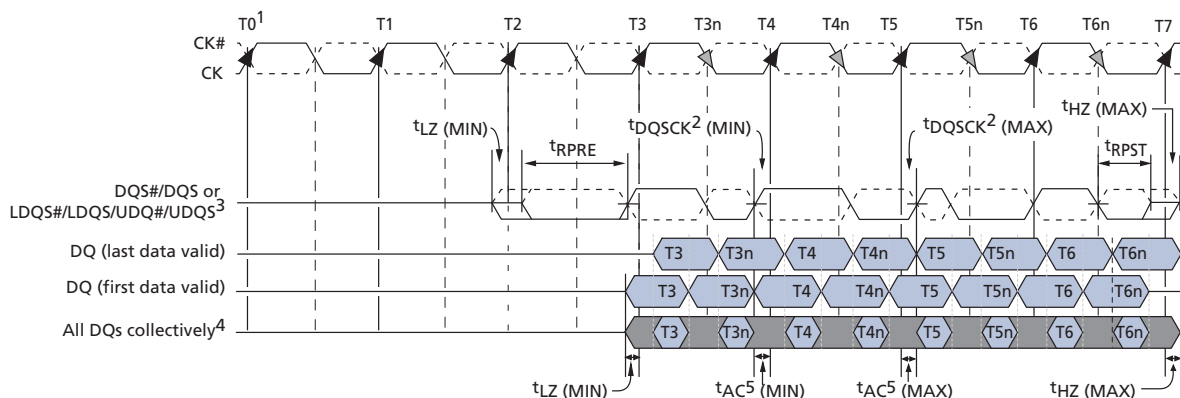 T0¹ T1 T2 T3 T3n T4 T4n T5 T5n T6 T6n T7
CK#
CK
tHZ (MAX)
tLZ (MIN) tDQSCK² (MIN) tDQSCK² (MAX)
tRPRE tRPST
DQS#/DQS or
LDQS#/LDQS/UDQ#/UDQS³
DQ (last data valid) T3 T3n T4 T4n T5 T5n T6 T6n
DQ (first data valid) T3 T3n T4 T4n T5 T5n T6 T6n
All DQs collectively⁴ T3 T3n T4 T4n T5 T5n T6 T6n
tLZ (MIN) tAC⁵ (MIN) tAC⁵ (MAX) tHZ (MAX)